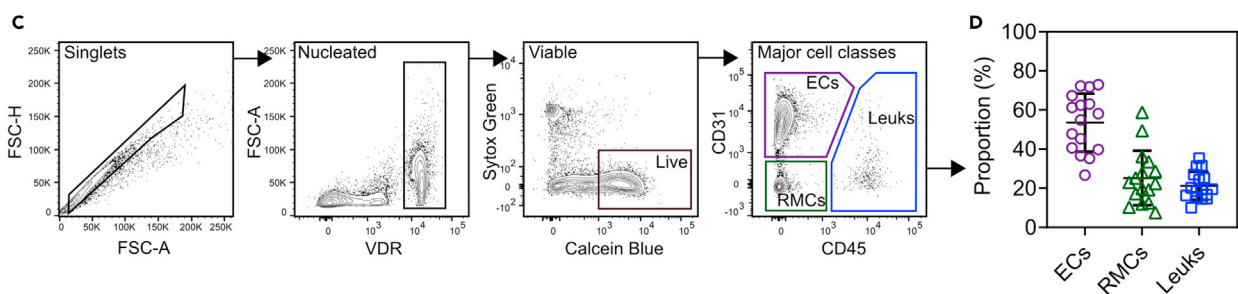 C
Singlets
250K
200K
150K
100K
50K
0
FSC-H
0 50K 100K 150K 200K 250K
FSC-A
Nucleated
250K
200K
150K
100K
50K
0
FSC-A
0 10³ 10⁴ 10⁵
VDR
Viable
10⁴
10³
10²
0
-10²
Sytox Green
Live
0 10³ 10⁴ 10⁵
Calcein Blue
Major cell classes
10⁵
10⁴
10³
0
-10³
CD31
ECs
Leuks
RMCs
0 10³ 10⁴ 10⁵
CD45
D
100
80
60
40
20
0
Proportion (%)
ECs
RMCs
Leuks